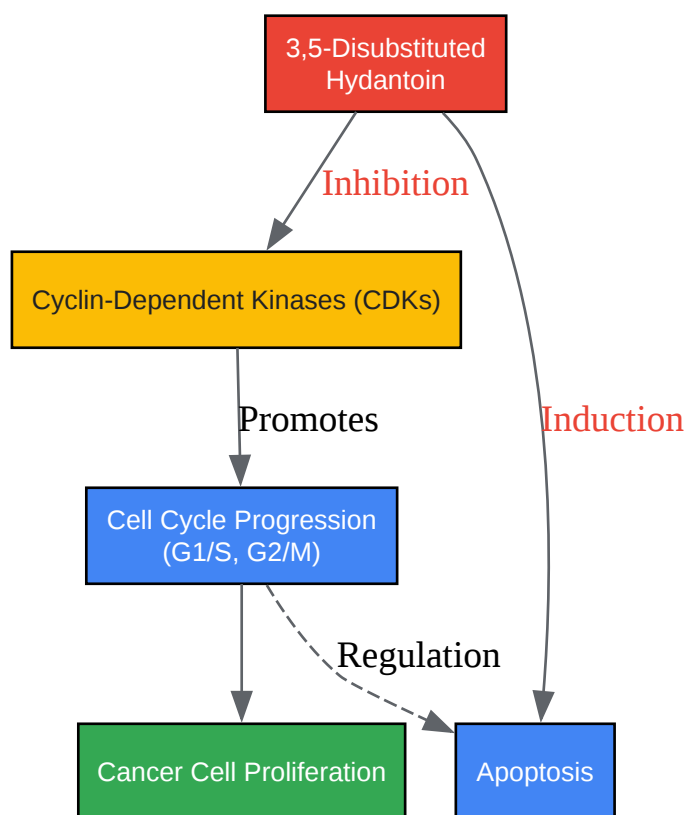 3,5-Disubstituted
Hydantoin
Inhibition
Cyclin-Dependent Kinases (CDKs)
Promotes
Induction
Cell Cycle Progression
(G1/S, G2/M)
Regulation
Cancer Cell Proliferation
Apoptosis